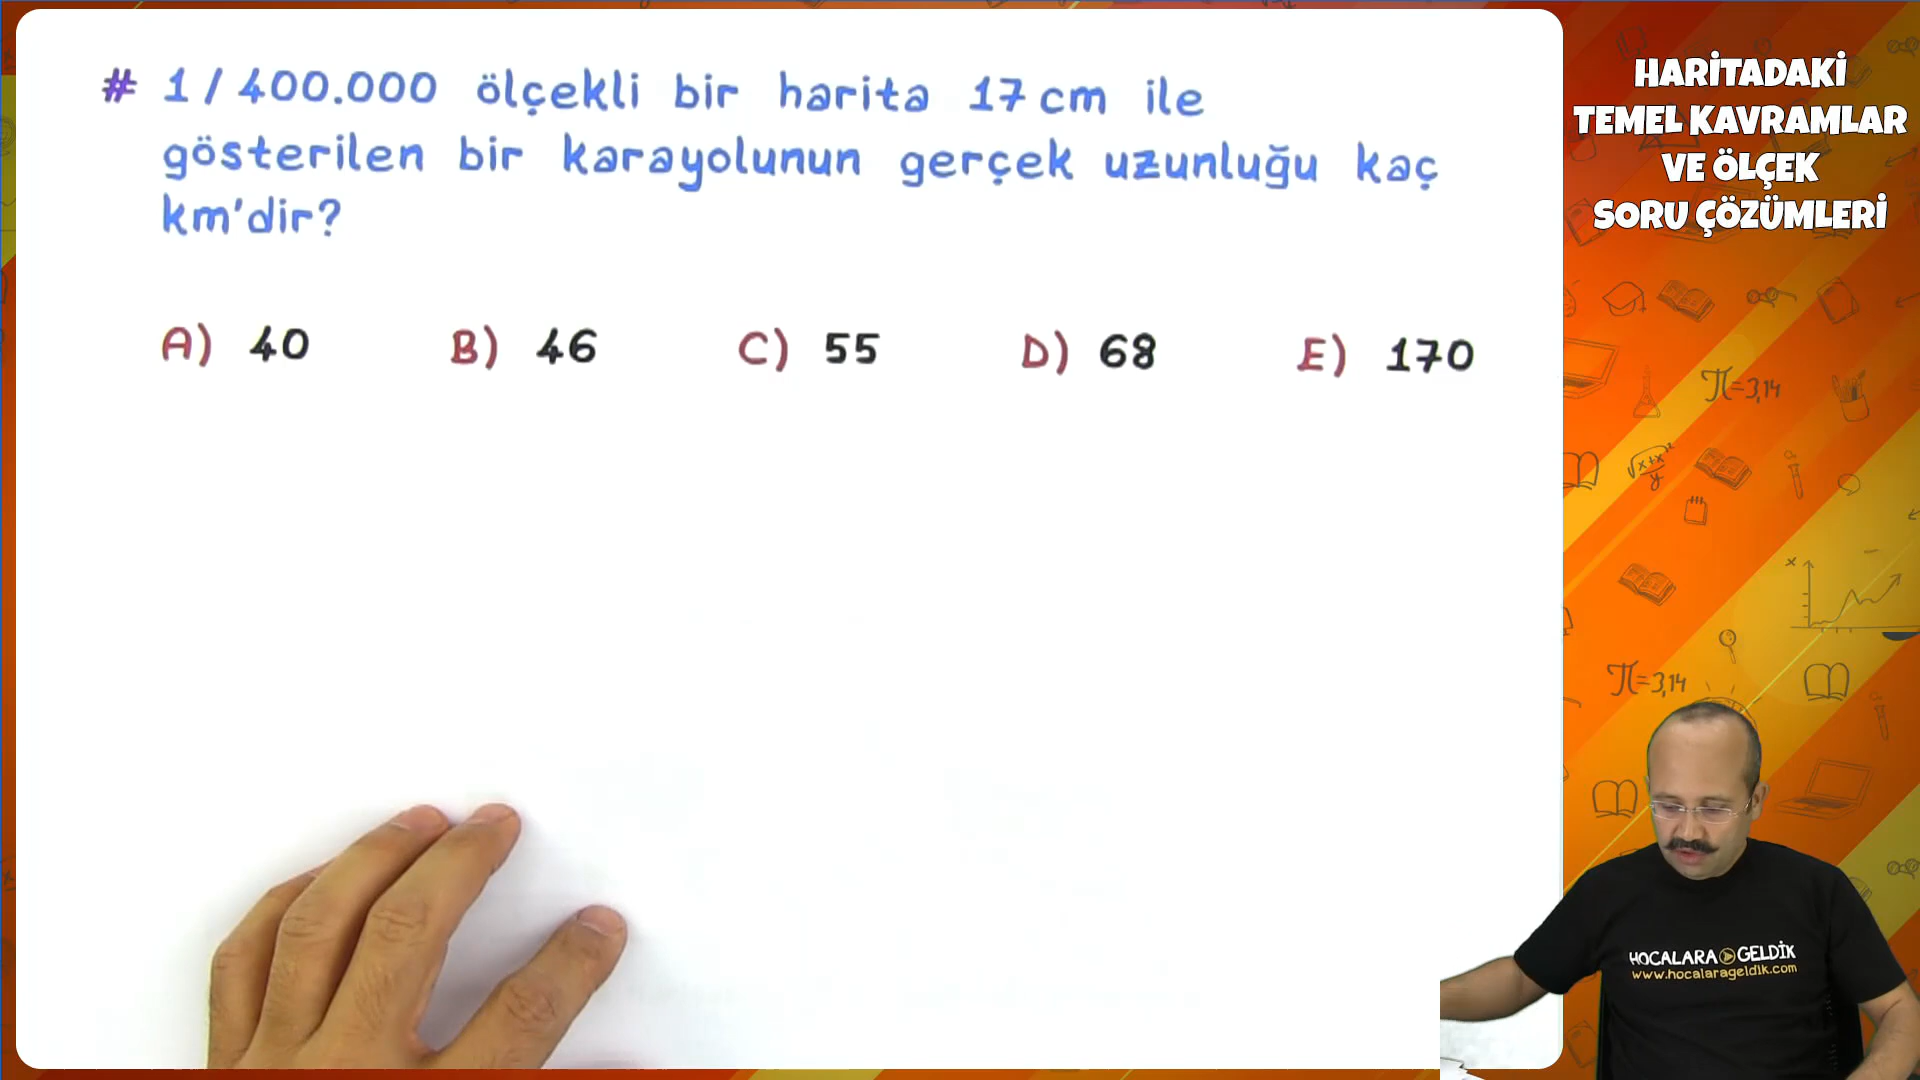 # 1 / 400.000 ölçekli bir harita 17 cm ile
gösterilen bir karayolunun gerçek uzunluğu kaç
km'dir?
A) 40 B) 46 C) 55 D) 68 E) 170
HARİTADAKİ
TEMEL KAVRAMLAR
VE ÖLÇEK
SORU ÇÖZÜMLERİ
π=3,14
√x+x²
y
x
π=3,14
HOCALARA GELDİK
www.hocalarageldik.com